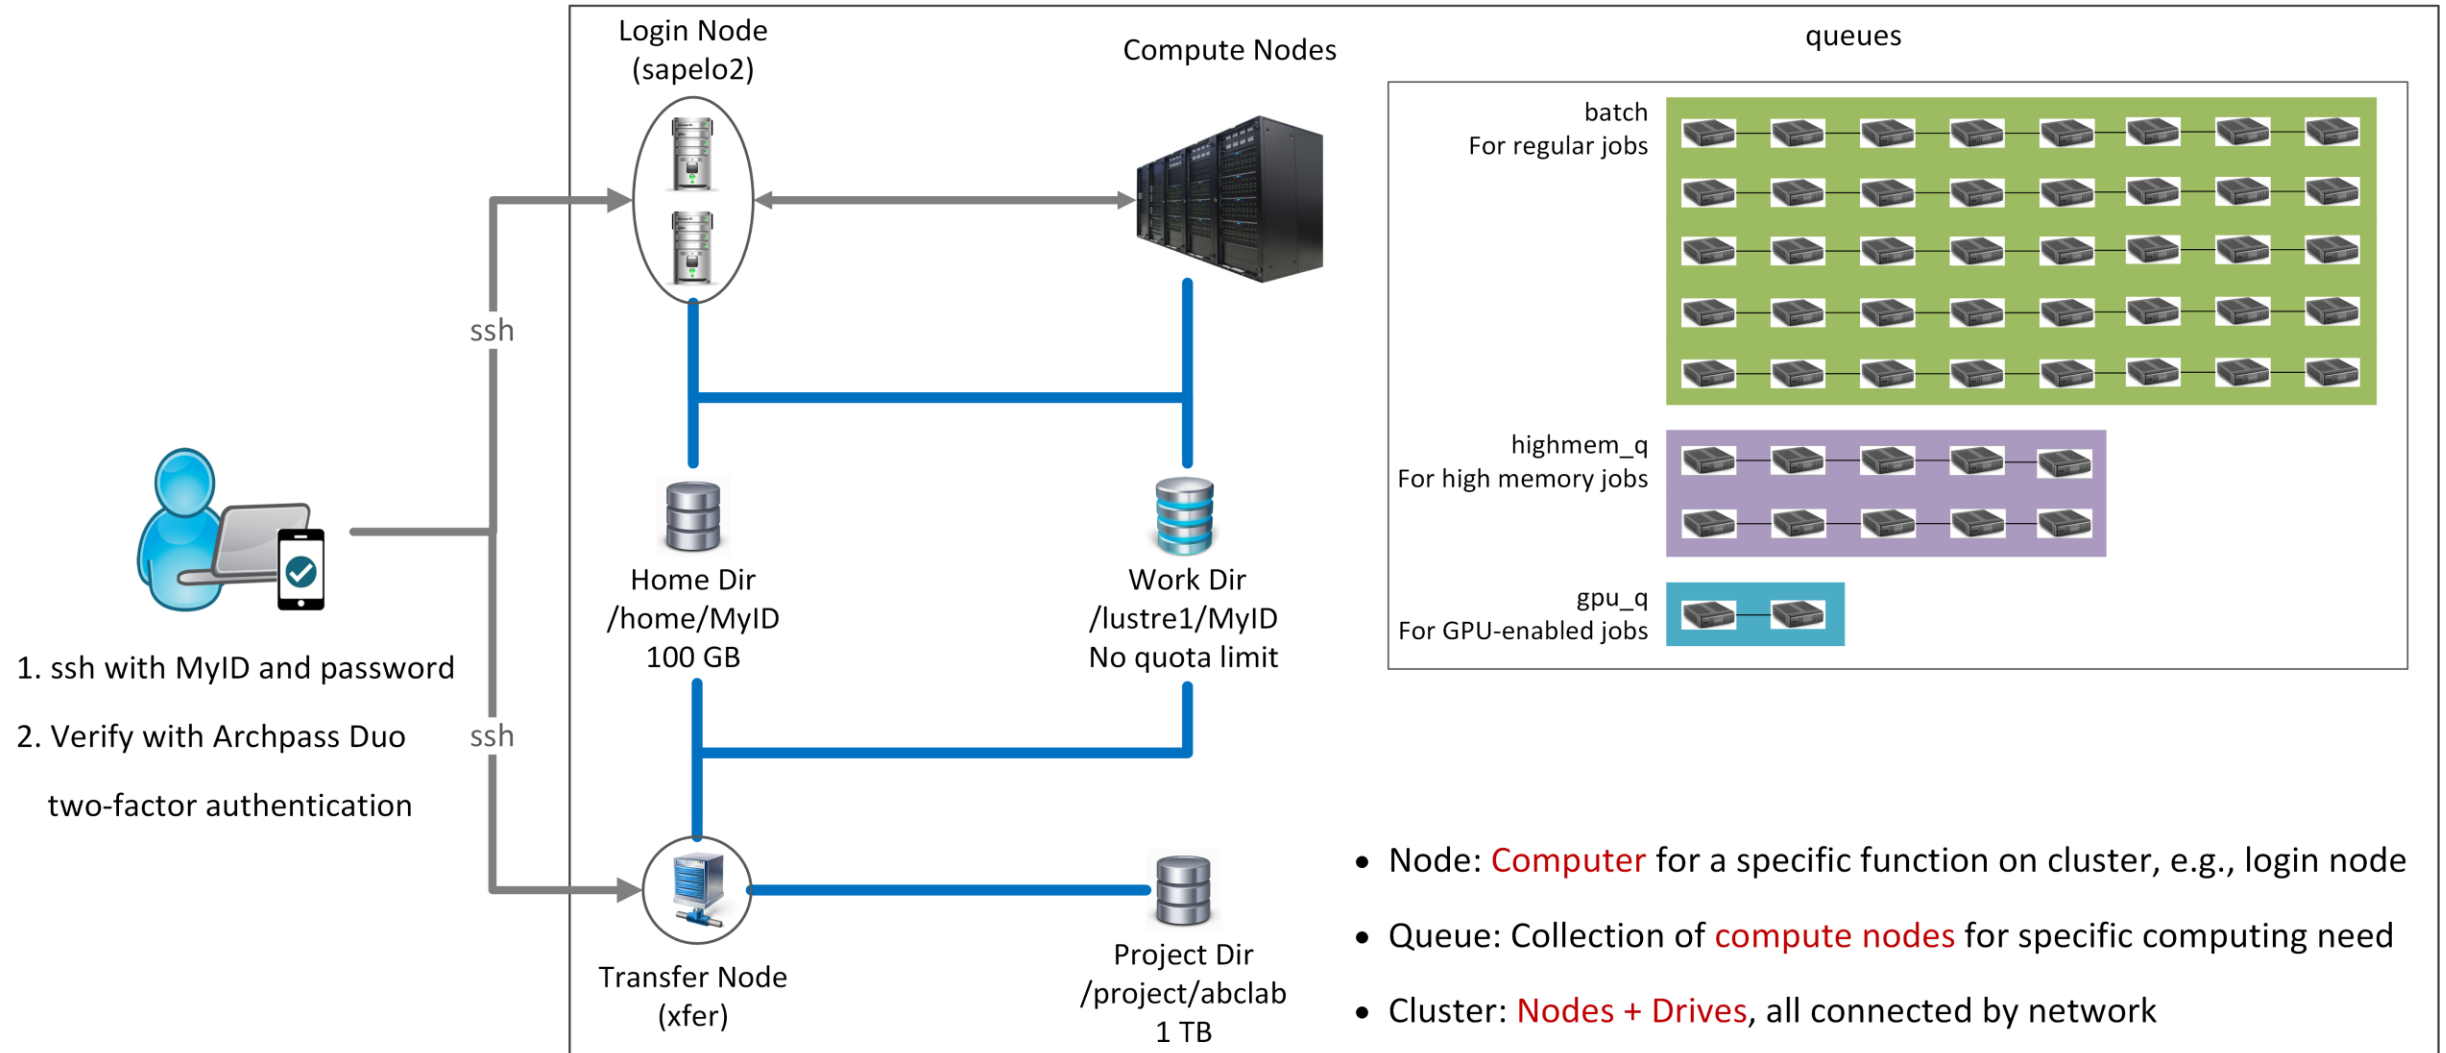 Login Node
(sapelo2)
Compute Nodes
queues
batch
For regular jobs
highmem_q
For high memory jobs
gpu_q
For GPU-enabled jobs
ssh
Home Dir
/home/MyID
100 GB
Work Dir
/lustre1/MyID
No quota limit
1. ssh with MyID and password
2. Verify with Archpass Duo
two-factor authentication
ssh
Transfer Node
(xfer)
Project Dir
/project/abclab
1 TB
• Node: Computer for a specific function on cluster, e.g., login node
• Queue: Collection of compute nodes for specific computing need
• Cluster: Nodes + Drives, all connected by network